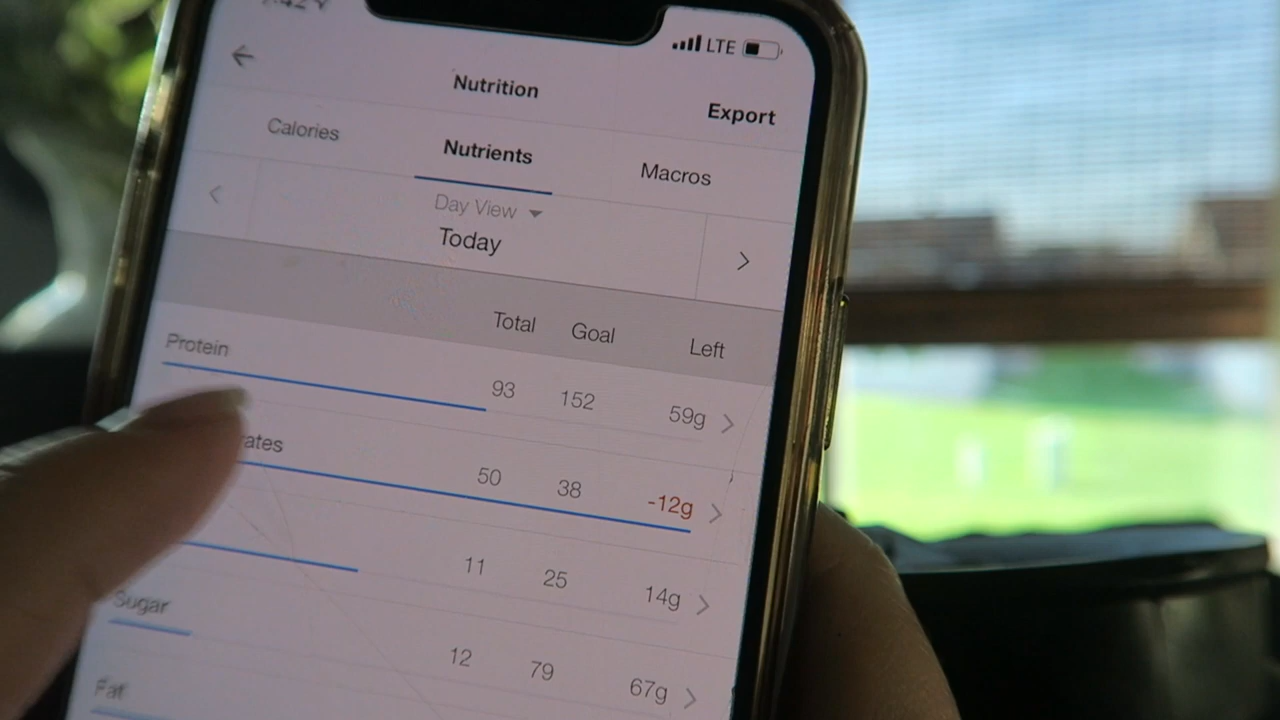 LTE
Nutrition
Export
Calories
Nutrients
Macros
Day View
Today
Total Goal Left
Protein
93 152 59g
rates
50 38 -12g
11 25 14g
Sugar
12 79 67g
Fat